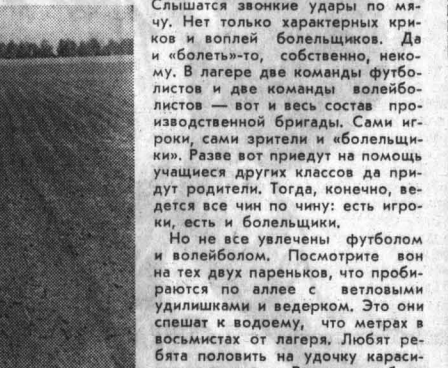 Слышатся звонкие удары по мя-
чу. Нет только характерных кри-
ков и воплей болельщиков. Да
и «болеть»-то, собственно, неко-
му. В лагере две команды футбо-
листов и две команды волейбо-
листов — вот и весь состав про-
изводственной бригады. Сами иг-
роки, сами зрители и «болельщи-
ки». Разве вот приедут на помощь
учащиеся других классов да при-
дут родители. Тогда, конечно, ве-
дется все чин по чину: есть игро-
ки, есть и болельщики.
Но не все увлечены футболом
и волейболом. Посмотрите вон
на тех двух пареньков, что проби-
раются по аллее с ветловыми
удилишками и ведерком. Это они
спешат к водоему, что метрах в
восьмистах от лагеря. Любят ре-
бята половить на удочку караси-